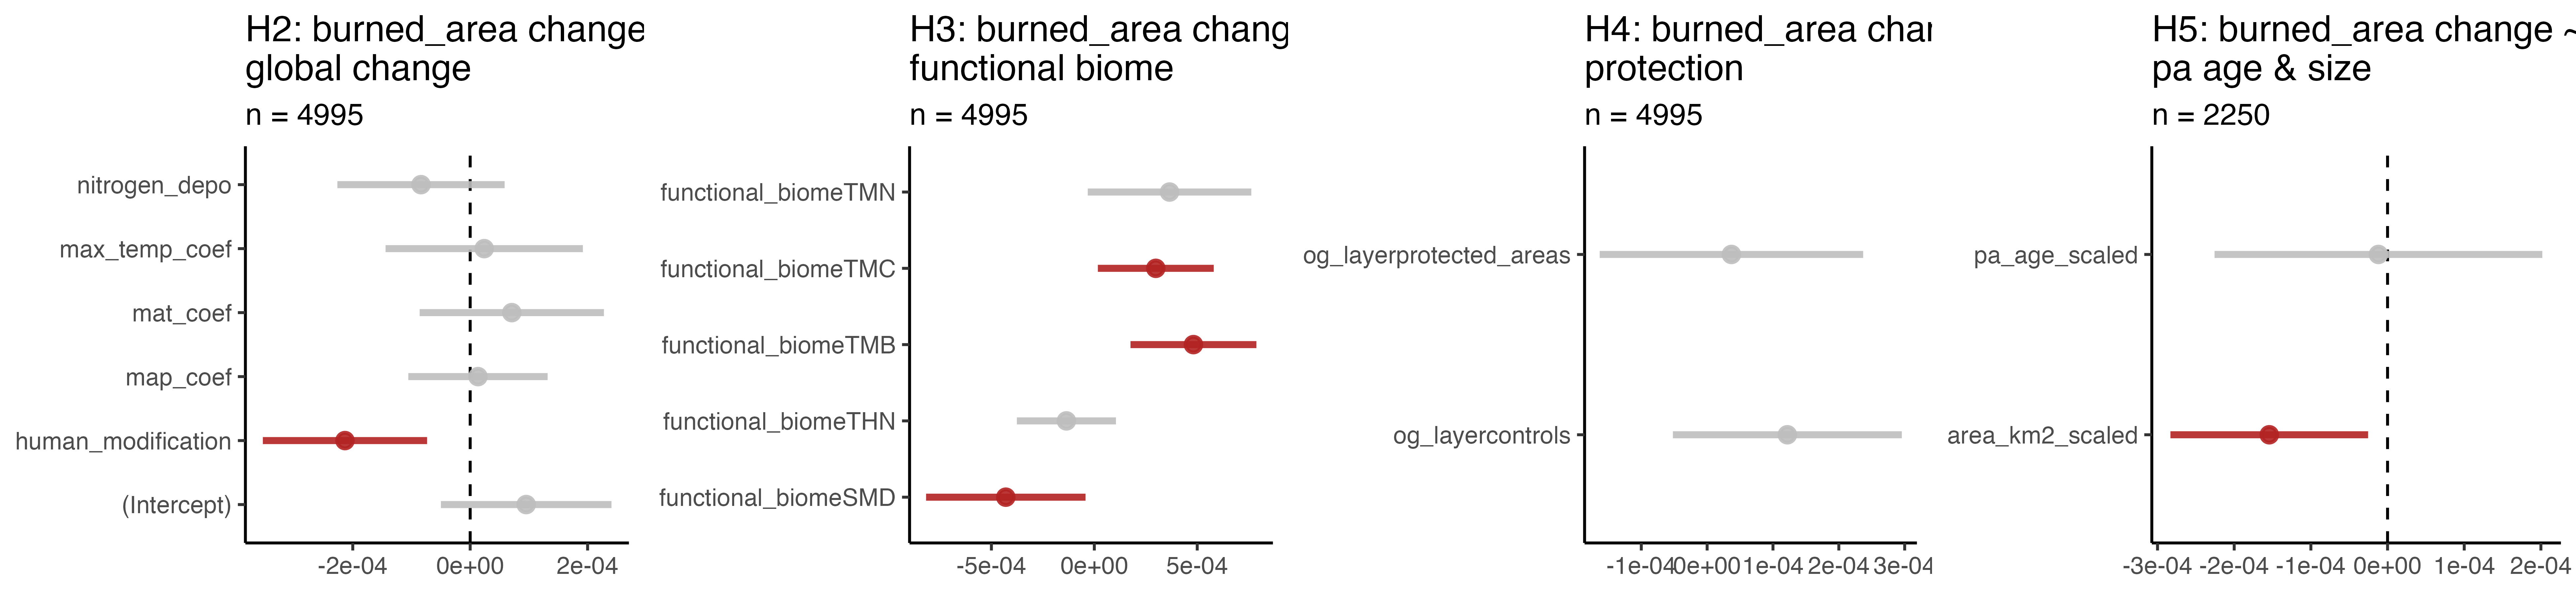 H2: burned_area change
global change
n = 4995
nitrogen_depo
max_temp_coef
mat_coef
map_coef
human_modification
(Intercept)
-2e-04 0e+00 2e-04
H3: burned_area chang
functional biome
n = 4995
functional_biomeTMN
functional_biomeTMC
functional_biomeTMB
functional_biomeTHN
functional_biomeSMD
-5e-04 0e+00 5e-04
H4: burned_area char
protection
n = 4995
og_layerprotected_areas
og_layercontrols
-1e-04 0e+00 1e-04 2e-04 3e-04
H5: burned_area change ~
pa age & size
n = 2250
pa_age_scaled
area_km2_scaled
-3e-04 -2e-04 -1e-04 0e+00 1e-04 2e-04